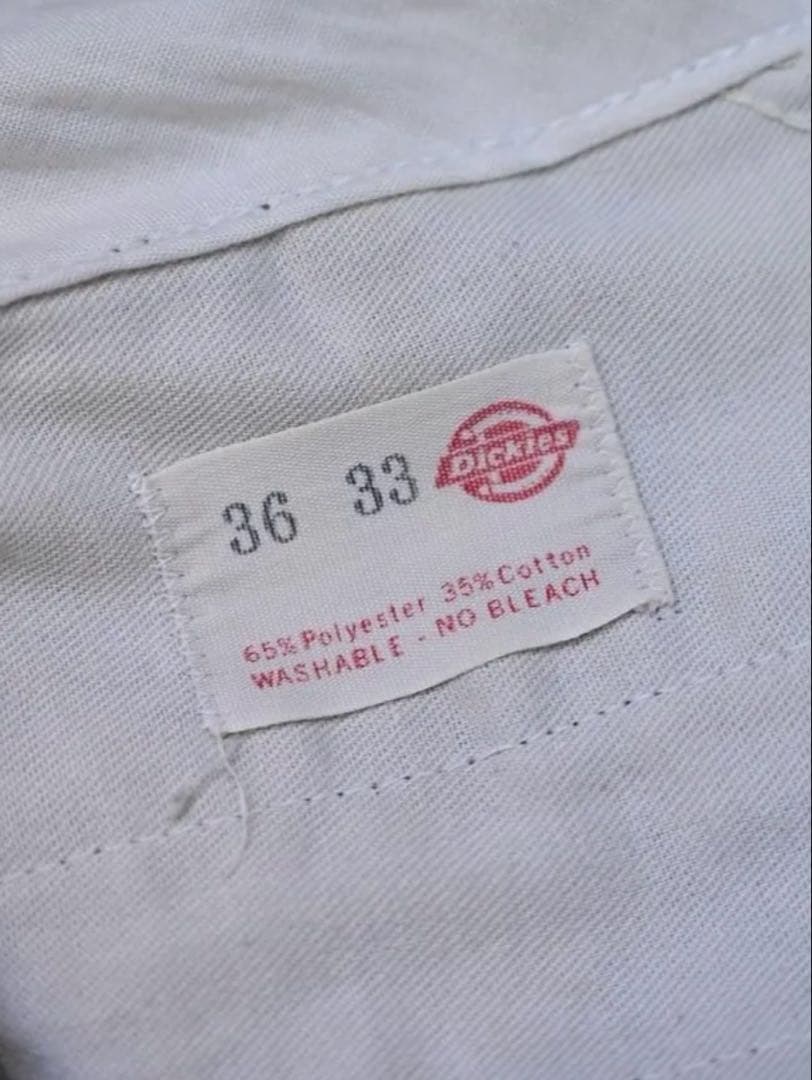 36 33 Dickies
65% Polyester 35% Cotton
WASHABLE - NO BLEACH